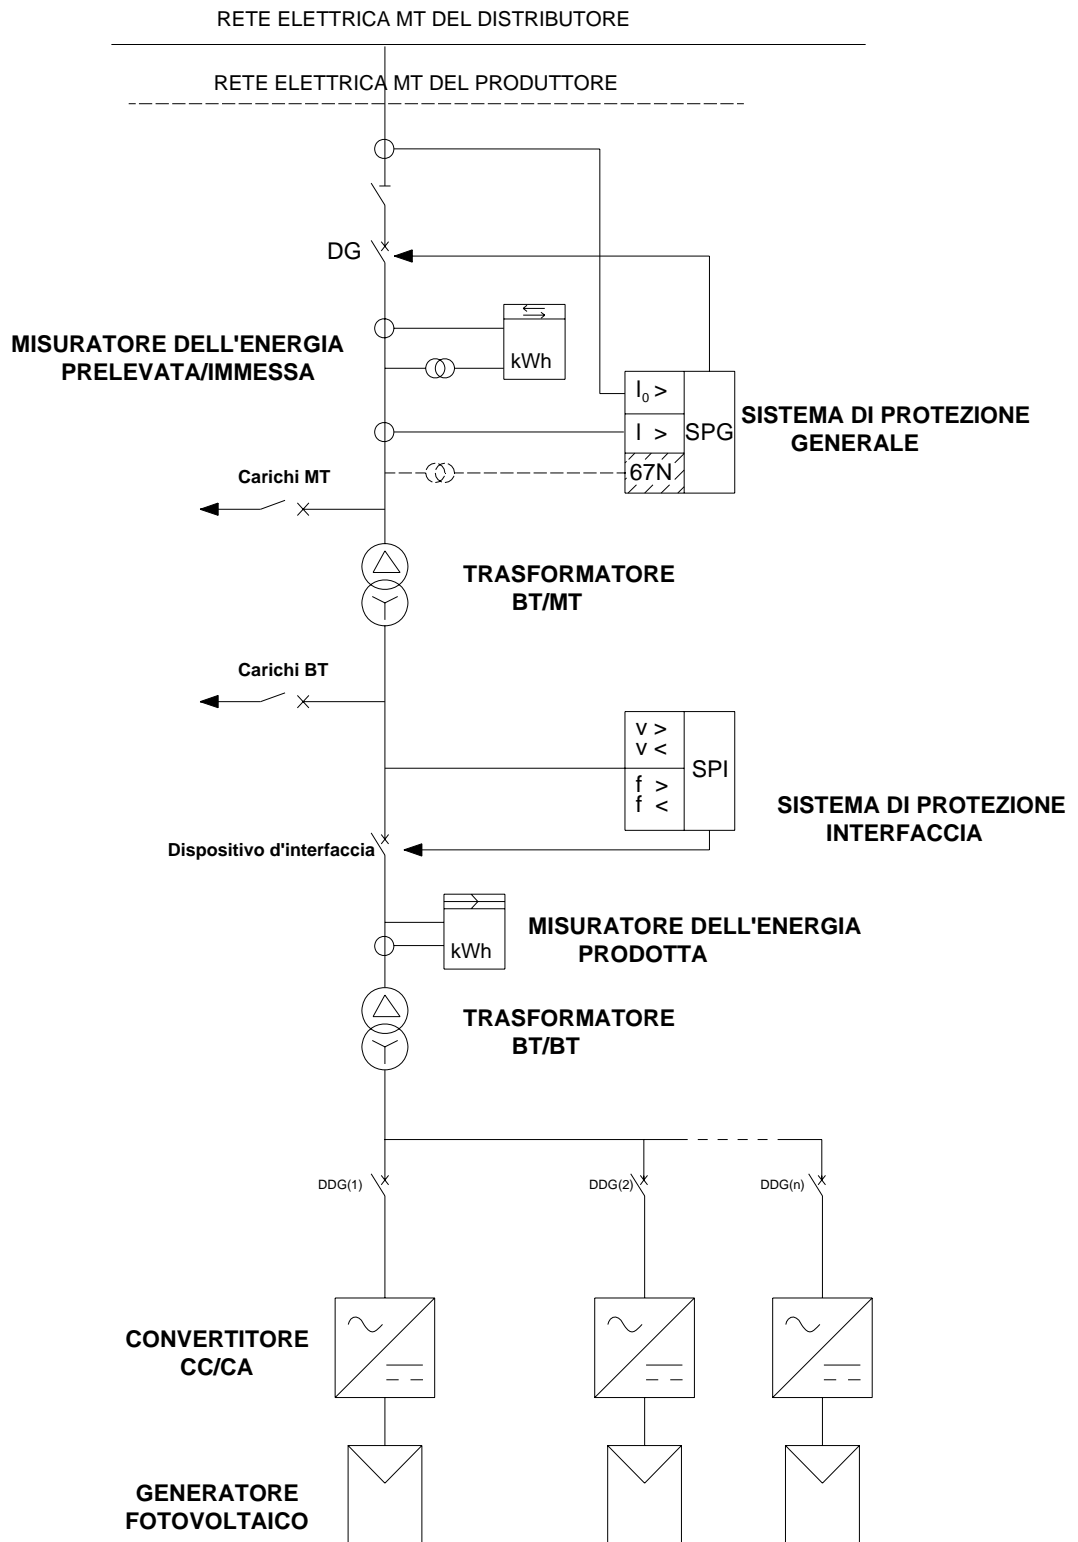 RETE ELETTRICA MT DEL DISTRIBUTORE
RETE ELETTRICA MT DEL PRODUTTORE
DG
MISURATORE DELL'ENERGIA
PRELEVATA/IMMESSA
kWh
I₀ >
I >
67N
SPG
SISTEMA DI PROTEZIONE
GENERALE
Carichi MT
TRASFORMATORE
BT/MT
Carichi BT
v >
v <
f >
f <
SPI
SISTEMA DI PROTEZIONE
INTERFACCIA
Dispositivo d'interfaccia
kWh
MISURATORE DELL'ENERGIA
PRODOTTA
TRASFORMATORE
BT/BT
DDG(1)
DDG(2)
DDG(n)
CONVERTITORE
CC/CA
GENERATORE
FOTOVOLTAICO